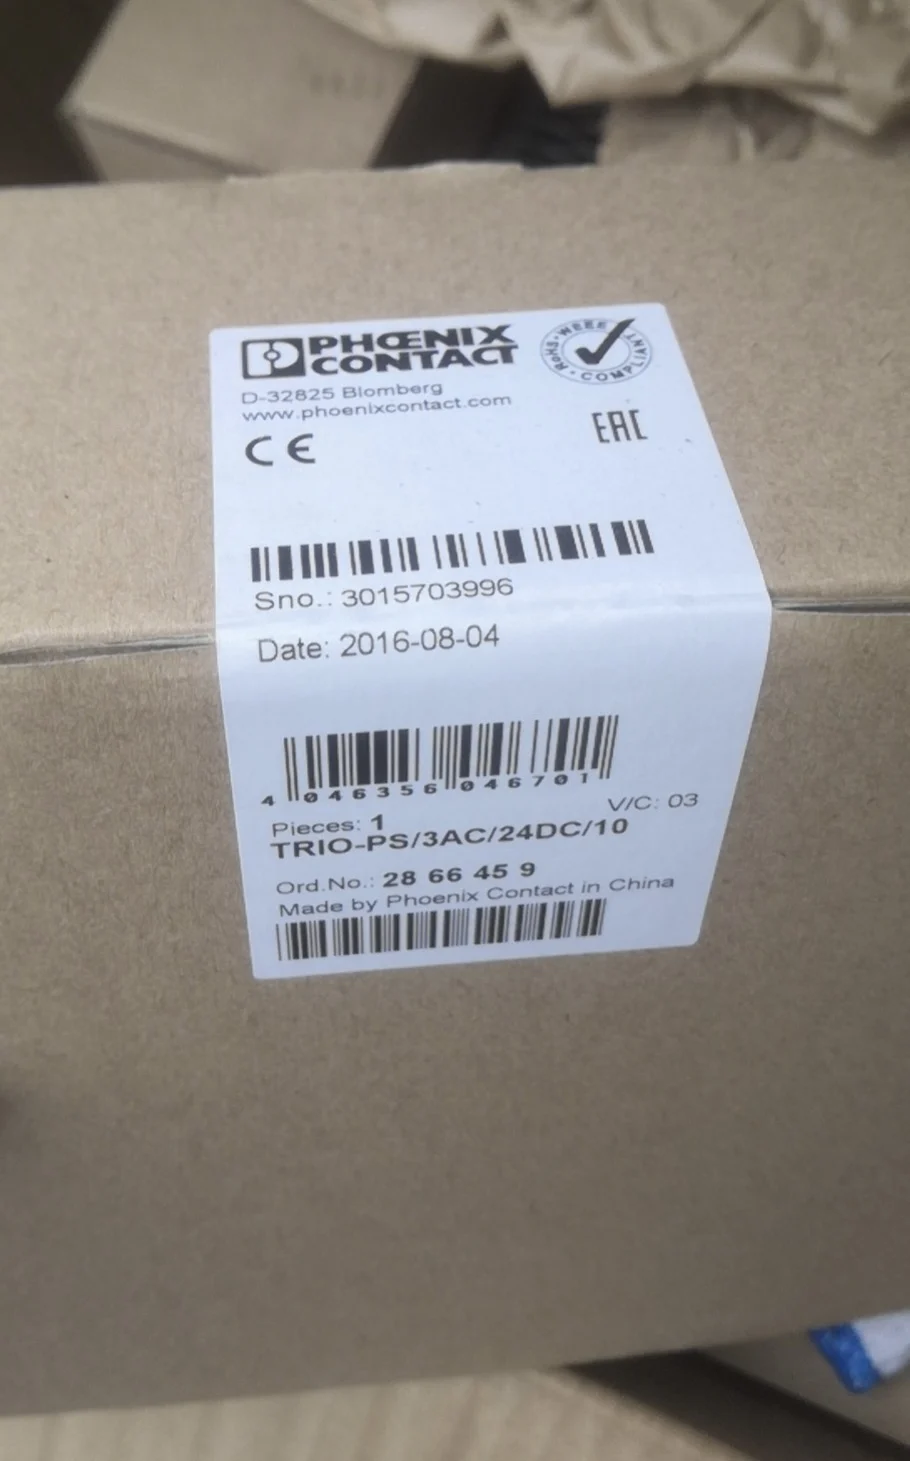 PHŒNIX
CONTACT
WEEE · COMPLIANT · RoHS
D-32825 Blomberg
www.phoenixcontact.com
CE
EAC
Sno.: 3015703996
Date: 2016-08-04
4 046356 046701
V/C: 03
Pieces: 1
TRIO-PS/3AC/24DC/10
Ord.No.: 28 66 45 9
Made by Phoenix Contact in China